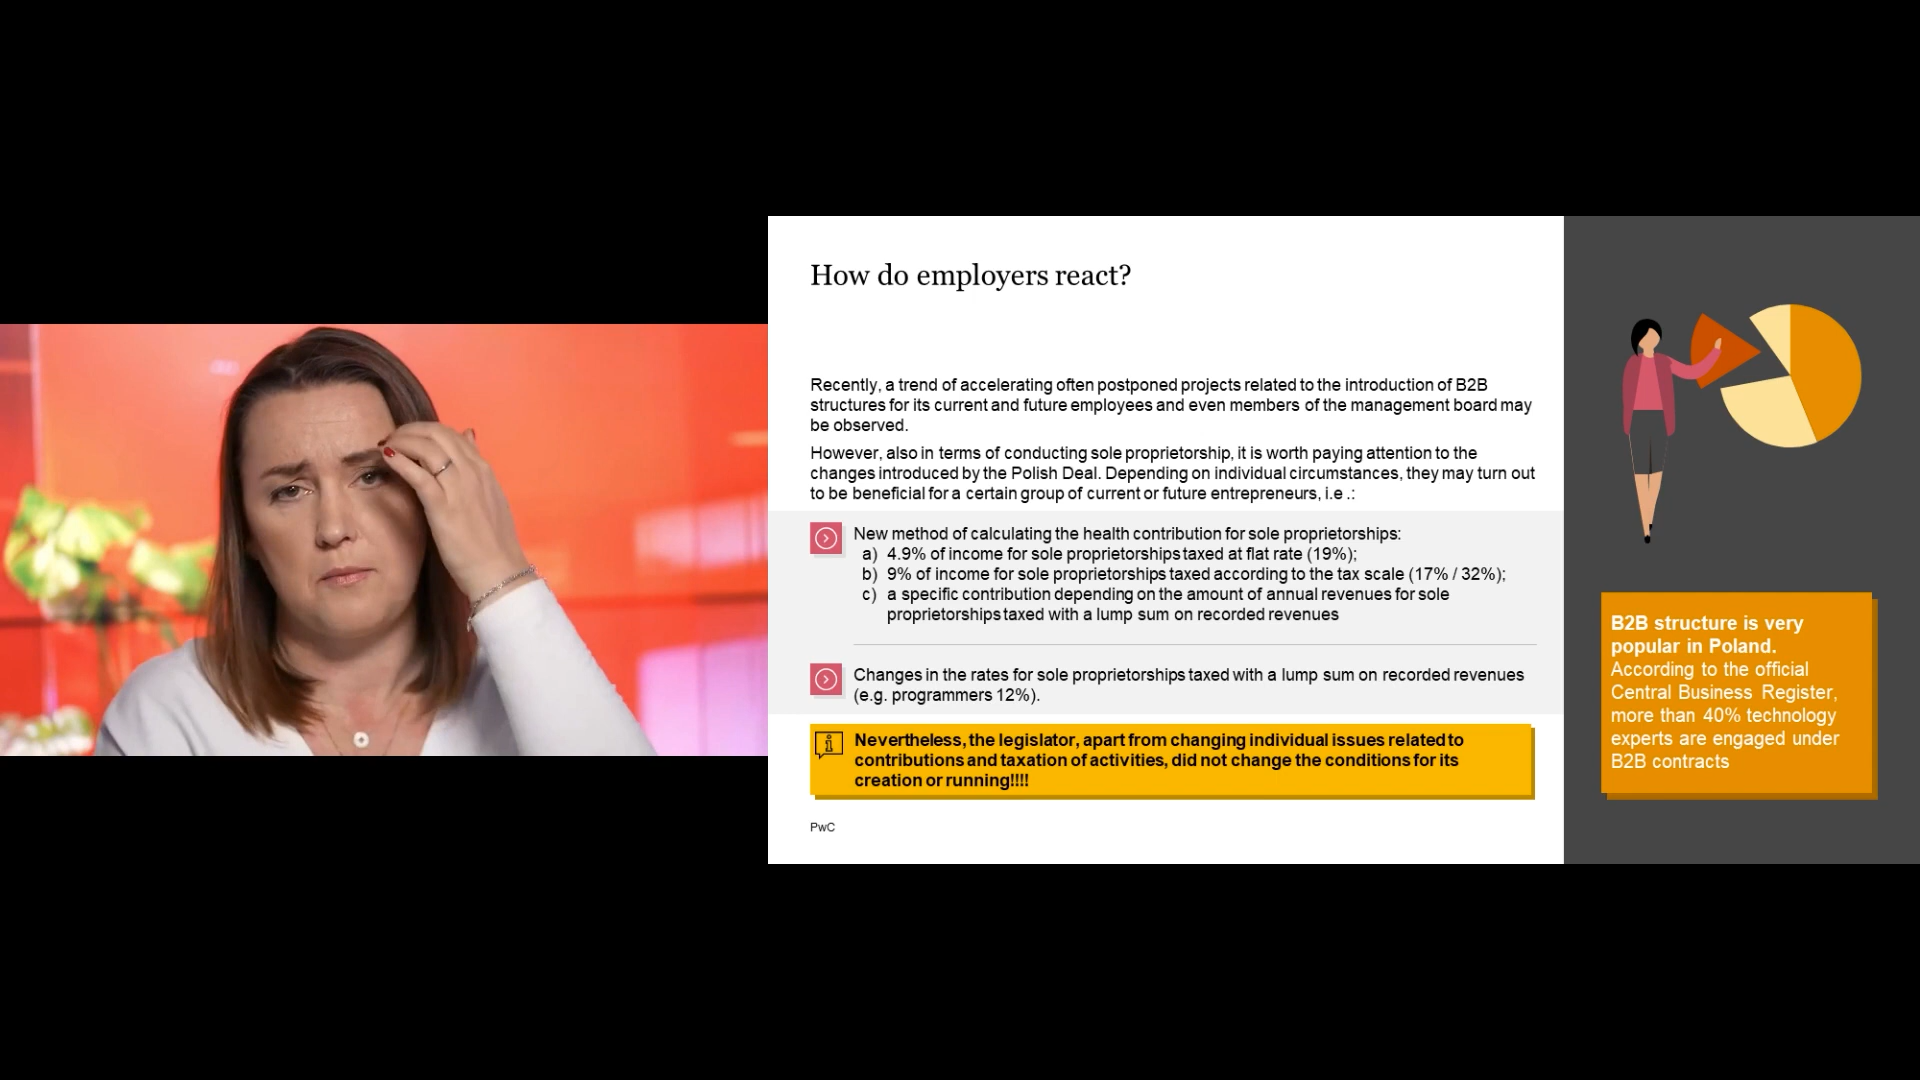 How do employers react?
Recently, a trend of accelerating often postponed projects related to the introduction of B2B
structures for its current and future employees and even members of the management board may
be observed.
However, also in terms of conducting sole proprietorship, it is worth paying attention to the
changes introduced by the Polish Deal. Depending on individual circumstances, they may turn out
to be beneficial for a certain group of current or future entrepreneurs, i.e .:
New method of calculating the health contribution for sole proprietorships:
a) 4.9% of income for sole proprietorships taxed at flat rate (19%);
b) 9% of income for sole proprietorships taxed according to the tax scale (17% / 32%);
c) a specific contribution depending on the amount of annual revenues for sole
proprietorships taxed with a lump sum on recorded revenues
Changes in the rates for sole proprietorships taxed with a lump sum on recorded revenues
(e.g. programmers 12%).
Nevertheless, the legislator, apart from changing individual issues related to
contributions and taxation of activities, did not change the conditions for its
creation or running!!!!
PwC
B2B structure is very
popular in Poland.
According to the official
Central Business Register,
more than 40% technology
experts are engaged under
B2B contracts